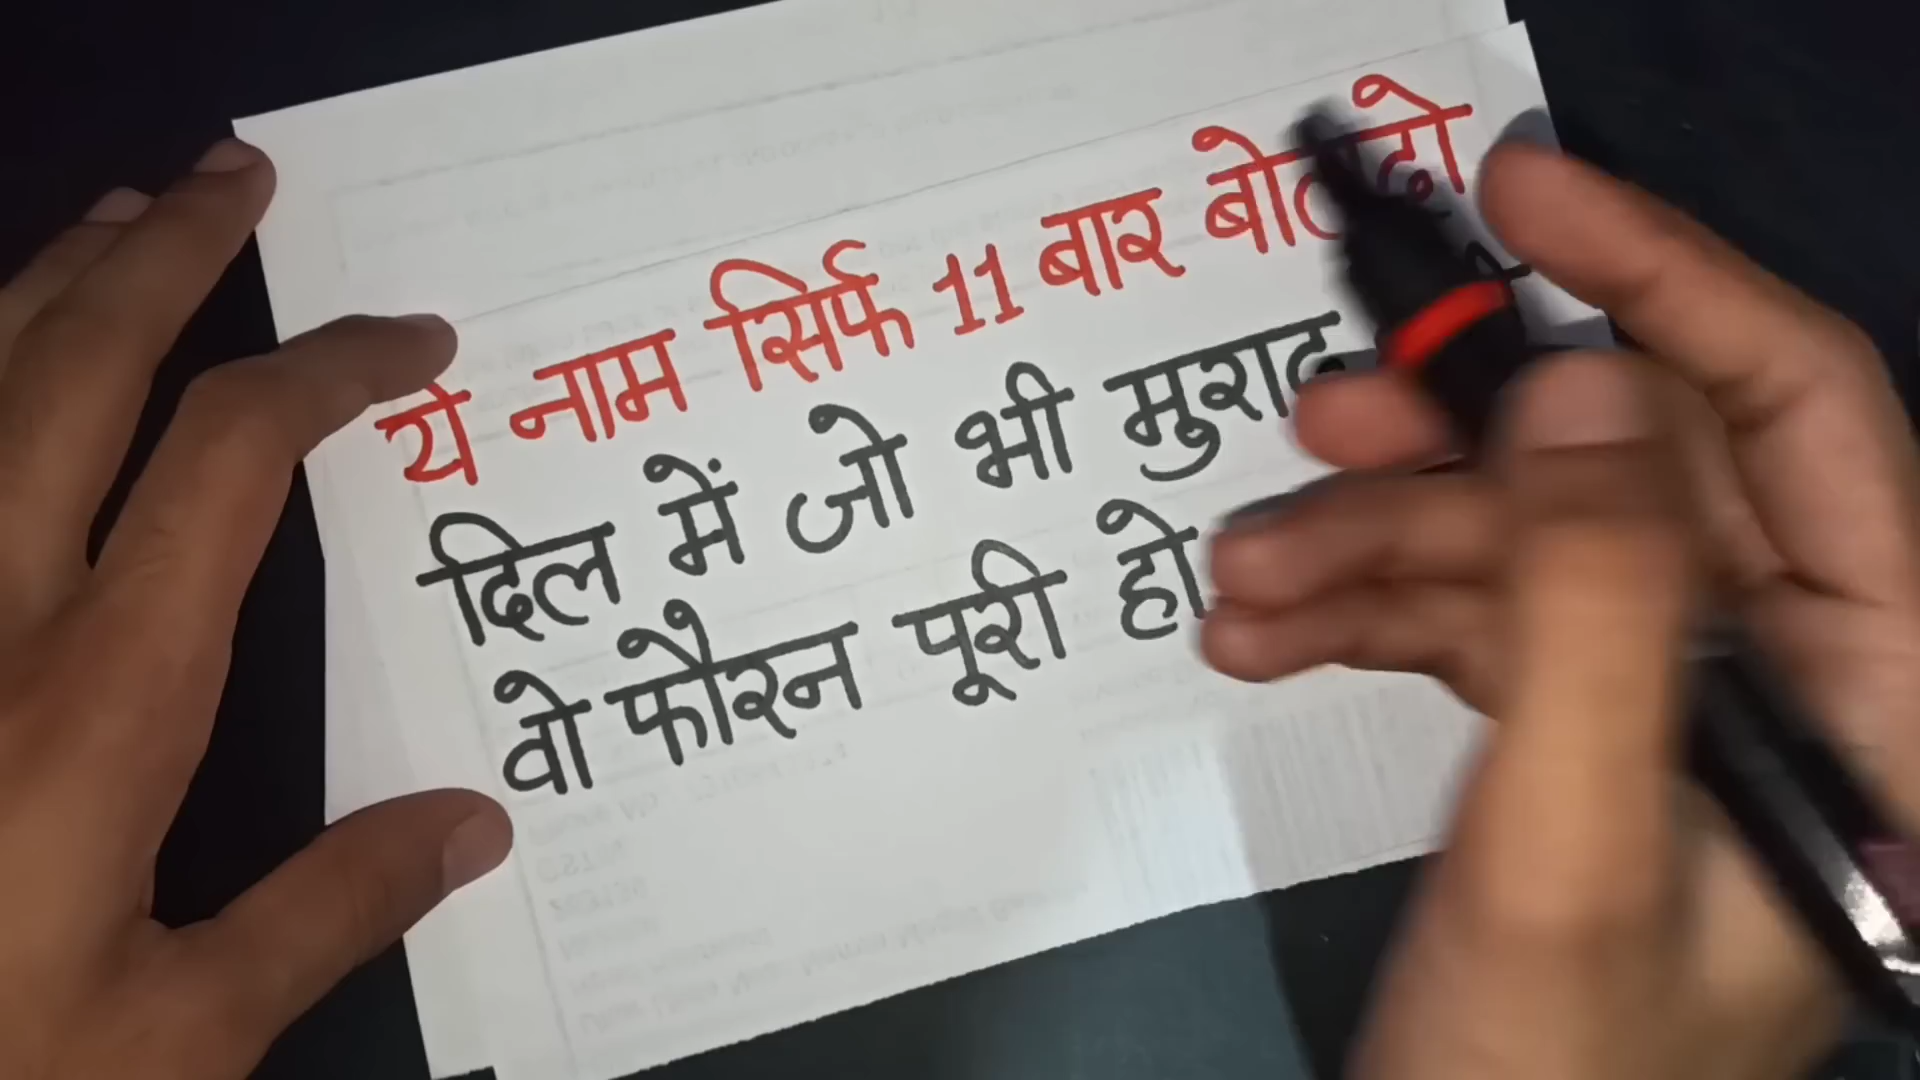 ये नाम सिर्फ 11 बार बोल दो
दिल में जो भी मुराद
वो फौरन पूरी हो